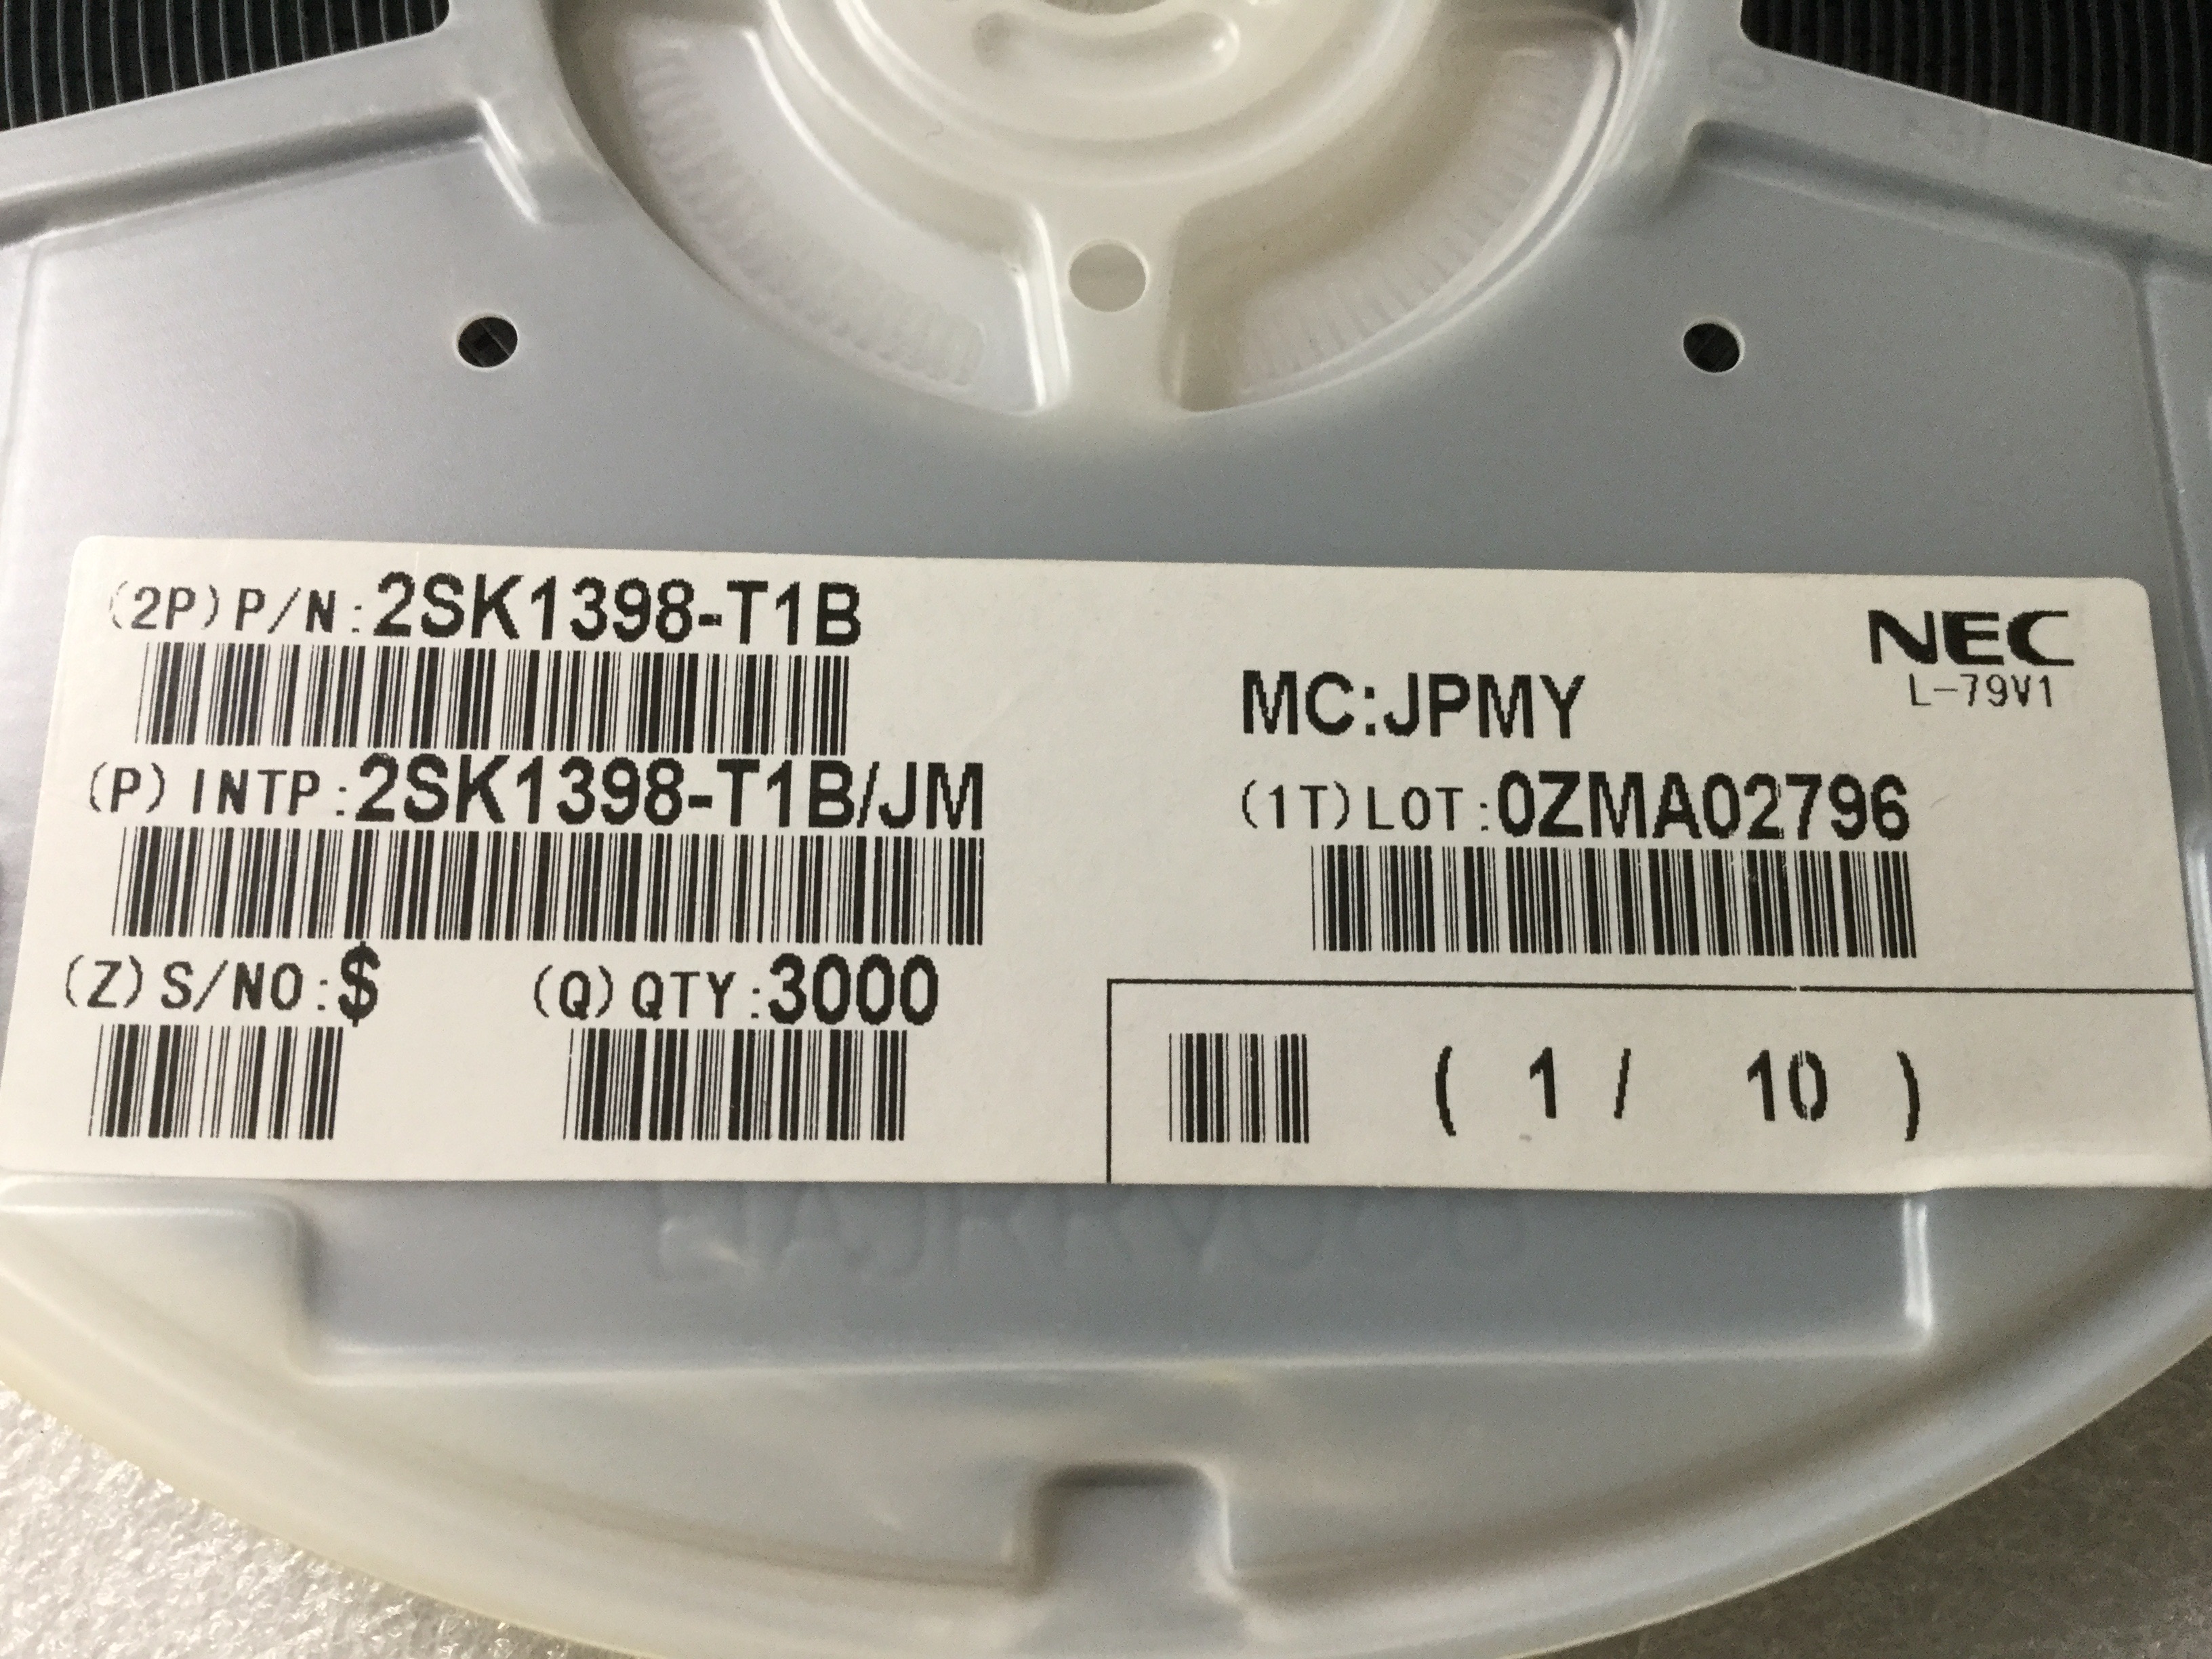 (2P)P/N:2SK1398-T1B
NEC
L-79V1
MC:JPMY
(P)INTP:2SK1398-T1B/JM
(1T)LOT:0ZMA02796
(Z)S/NO:$ (Q)QTY:3000
( 1 / 10 )